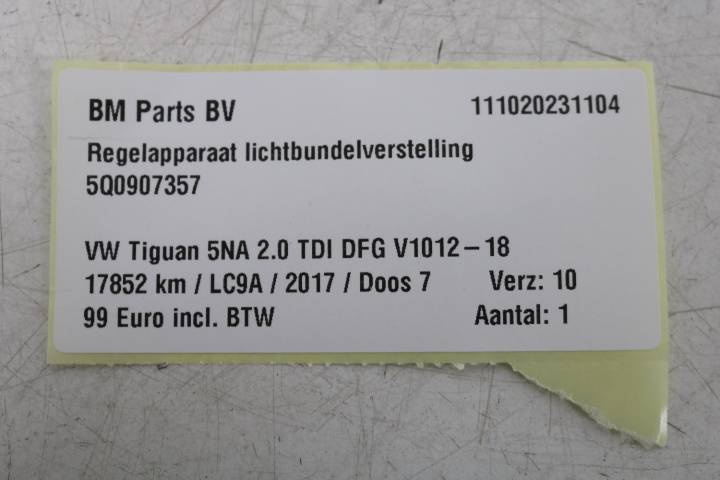 BM Parts BV 111020231104
Regelapparaat lichtbundelverstelling
5Q0907357
VW Tiguan 5NA 2.0 TDI DFG V1012-18
17852 km / LC9A / 2017 / Doos 7 Verz: 10
99 Euro incl. BTW Aantal: 1